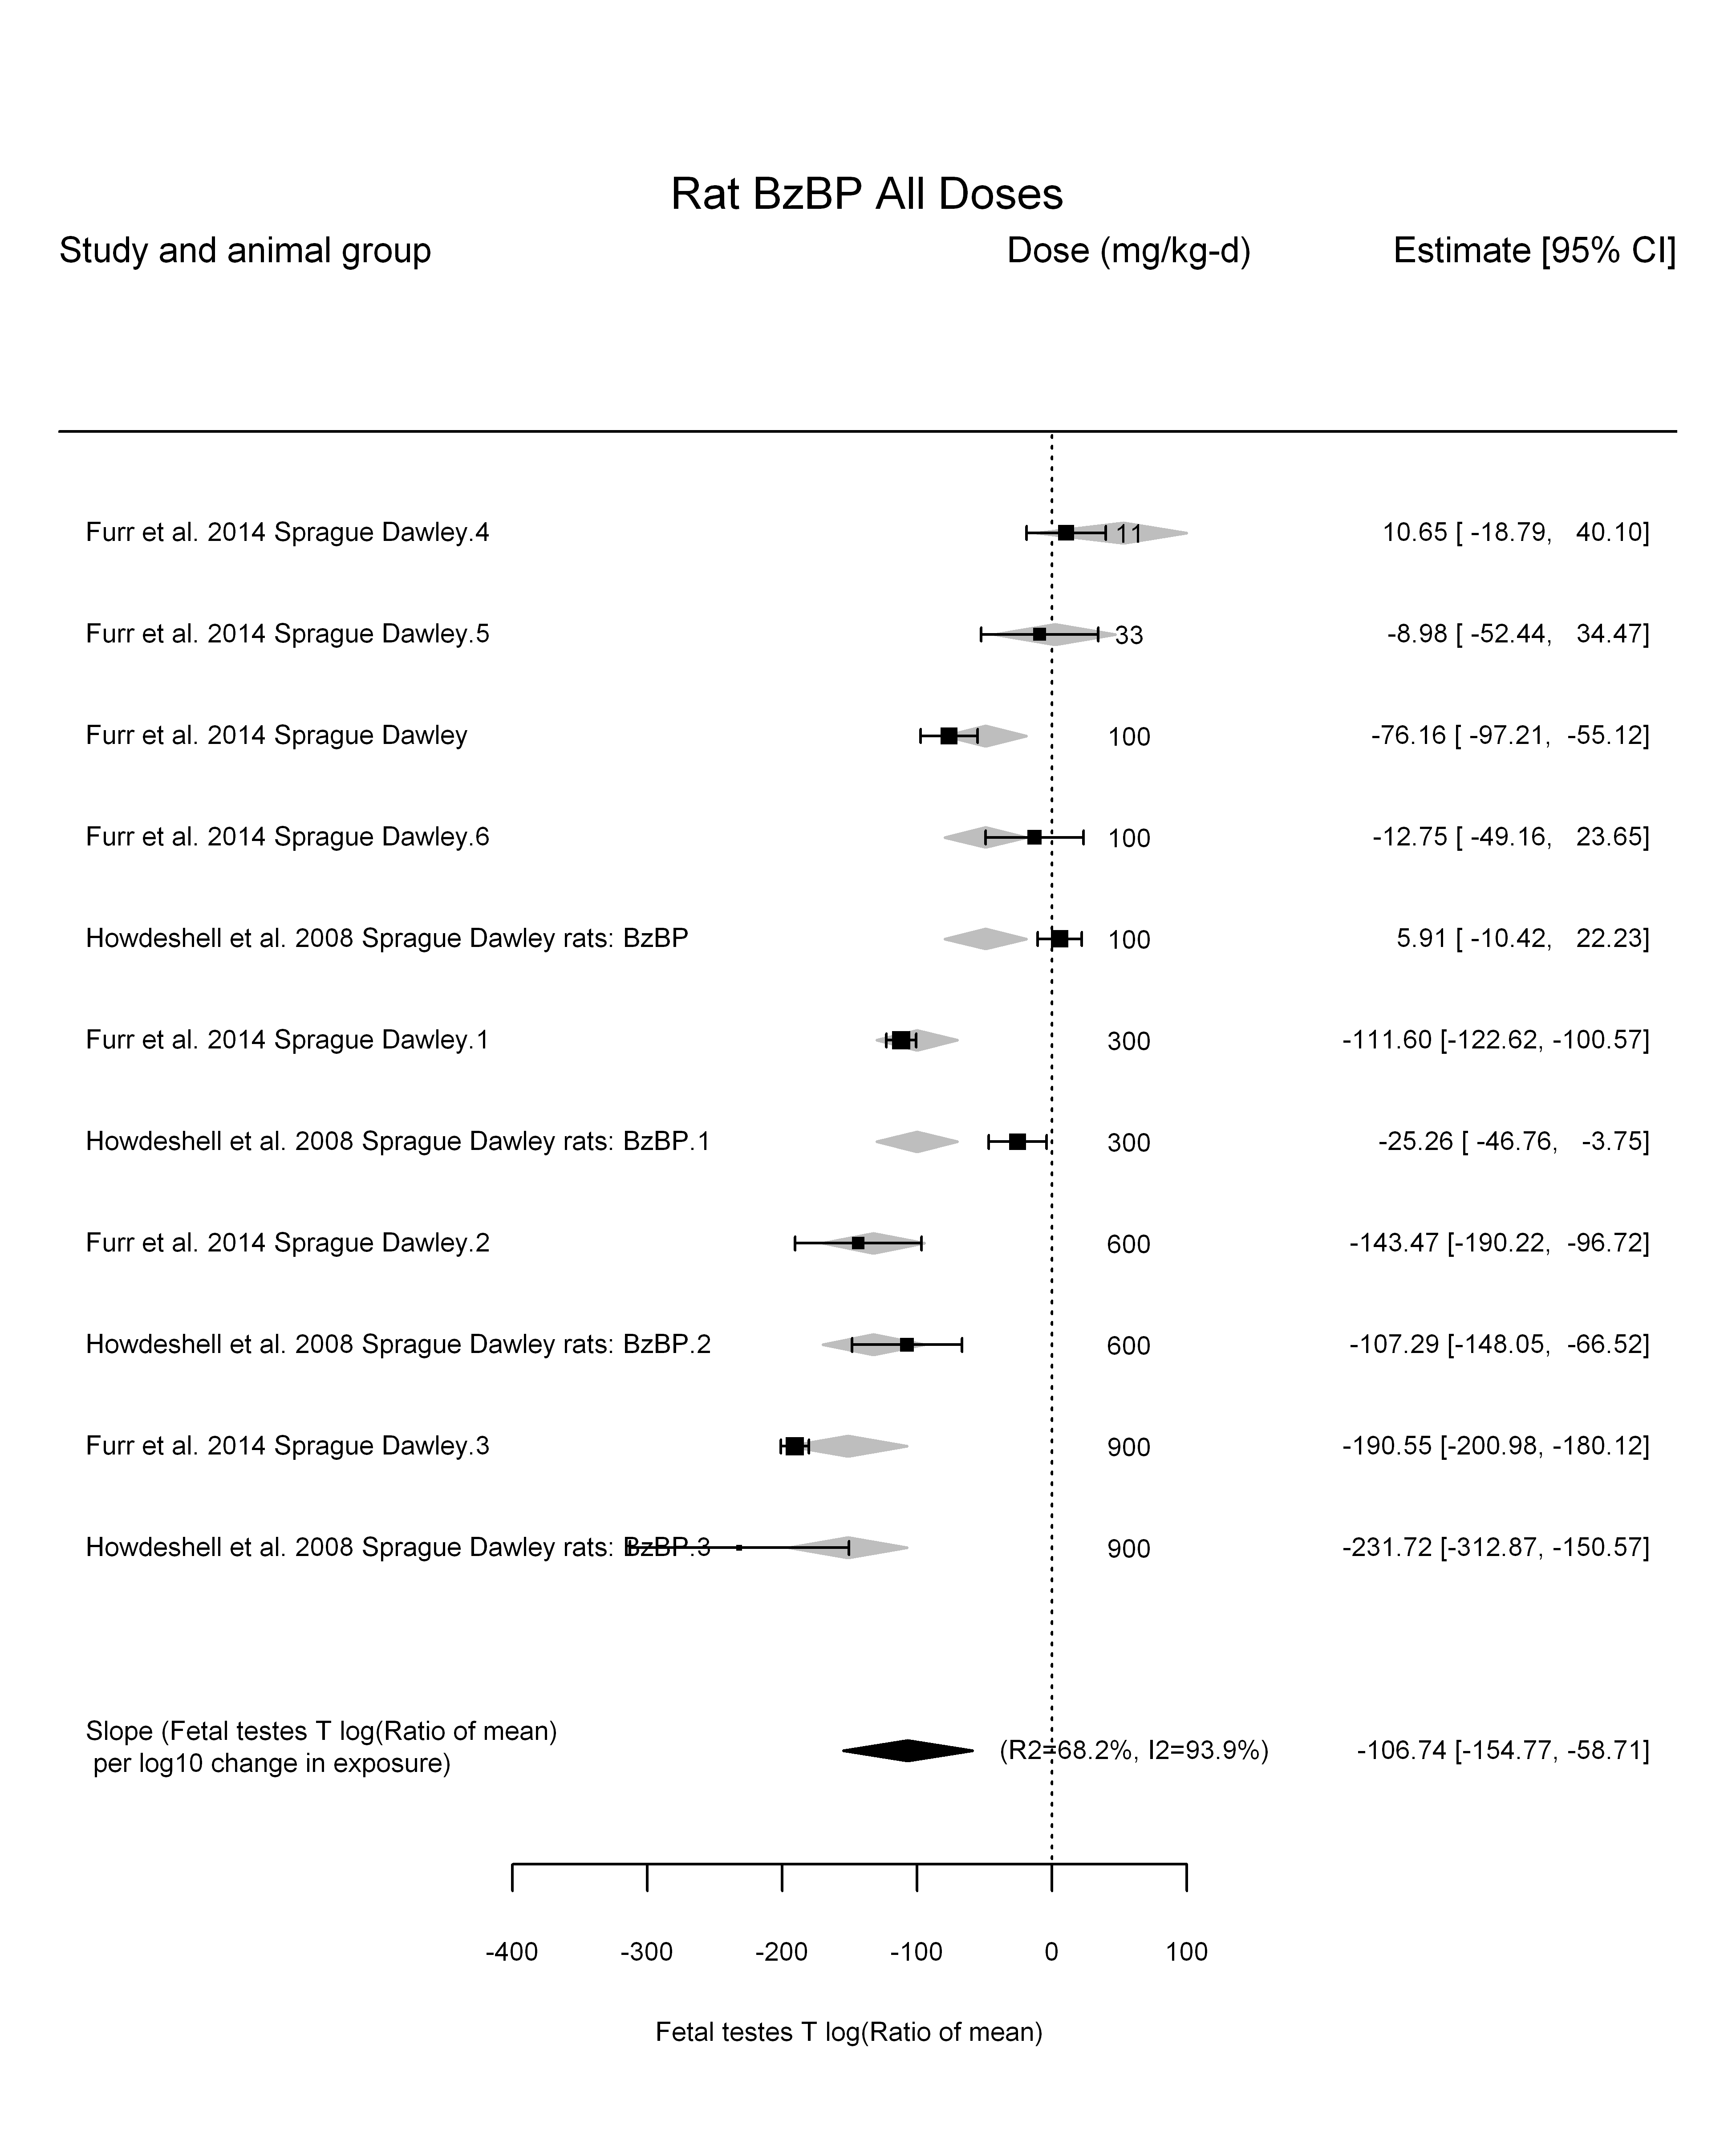 Rat BzBP All Doses
Study and animal group Dose (mg/kg-d) Estimate [95% CI]
Furr et al. 2014 Sprague Dawley.4 11 10.65 [ -18.79, 40.10]
Furr et al. 2014 Sprague Dawley.5 33 -8.98 [ -52.44, 34.47]
Furr et al. 2014 Sprague Dawley 100 -76.16 [ -97.21, -55.12]
Furr et al. 2014 Sprague Dawley.6 100 -12.75 [ -49.16, 23.65]
Howdeshell et al. 2008 Sprague Dawley rats: BzBP 100 5.91 [ -10.42, 22.23]
Furr et al. 2014 Sprague Dawley.1 300 -111.60 [-122.62, -100.57]
Howdeshell et al. 2008 Sprague Dawley rats: BzBP.1 300 -25.26 [ -46.76, -3.75]
Furr et al. 2014 Sprague Dawley.2 600 -143.47 [-190.22, -96.72]
Howdeshell et al. 2008 Sprague Dawley rats: BzBP.2 600 -107.29 [-148.05, -66.52]
Furr et al. 2014 Sprague Dawley.3 900 -190.55 [-200.98, -180.12]
Howdeshell et al. 2008 Sprague Dawley rats: BzBP.3 900 -231.72 [-312.87, -150.57]
Slope (Fetal testes T log(Ratio of mean)
per log10 change in exposure) (R2=68.2%, I2=93.9%) -106.74 [-154.77, -58.71]
-400 -300 -200 -100 0 100
Fetal testes T log(Ratio of mean)